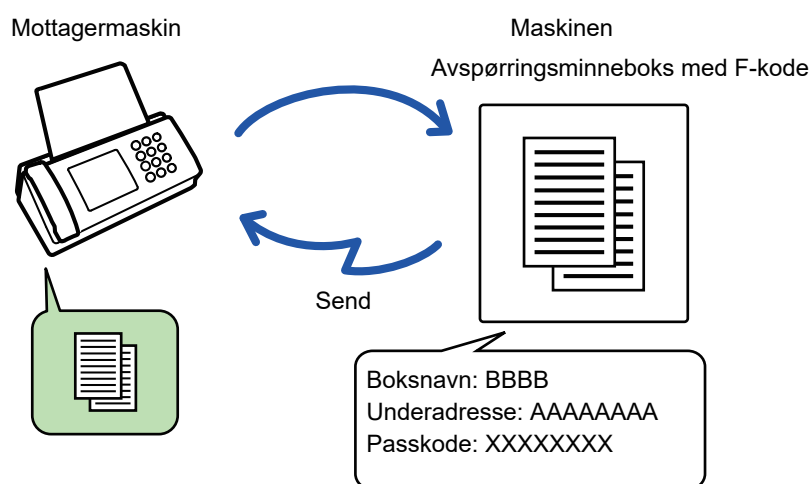 Mottagermaskin
Maskinen
Avspørringsminneboks med F-kode
Send
Boksnavn: BBBB
Underadresse: AAAAAAAA
Passkode: XXXXXXXX